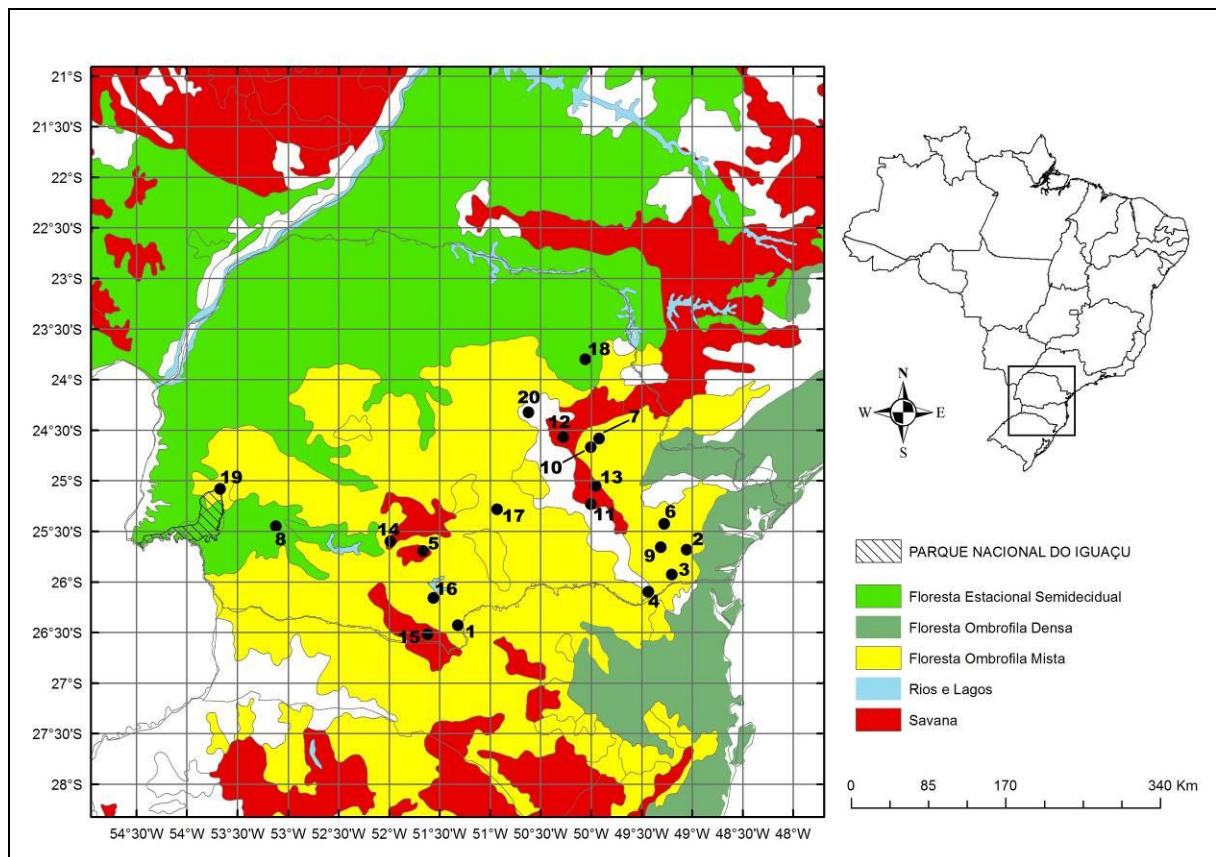 21°S
21°30'S
22°S
22°30'S
23°S
23°30'S
24°S
24°30'S
25°S
25°30'S
26°S
26°30'S
27°S
27°30'S
28°S
18
20
7
12
10
13
19
11
17
6
14
5
2
8
9
3
16
4
1
15
54°30'W 54°W 53°30'W 53°W 52°30'W 52°W 51°30'W 51°W 50°30'W 50°W 49°30'W 49°W 48°30'W 48°W
N
W E
S
PARQUE NACIONAL DO IGUAÇU
Floresta Estacional Semidecidual
Floresta Ombrofila Densa
Floresta Ombrofila Mista
Rios e Lagos
Savana
0 85 170 340 Km